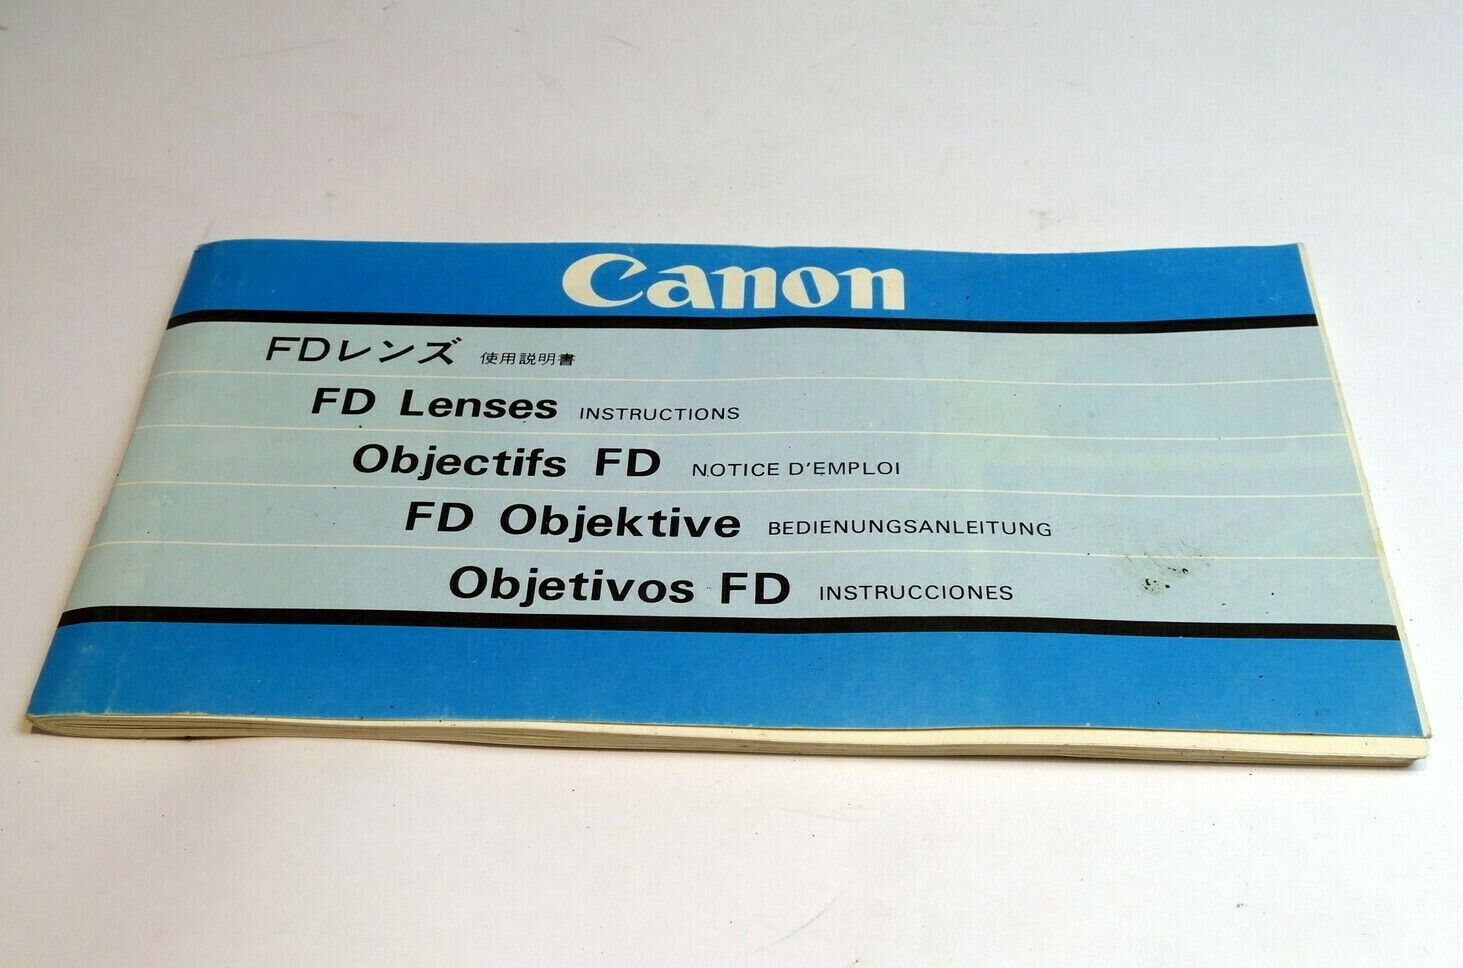 Canon
FDレンズ 使用説明書
FD Lenses INSTRUCTIONS
Objectifs FD NOTICE D'EMPLOI
FD Objektive BEDIENUNGSANLEITUNG
Objetivos FD INSTRUCCIONES